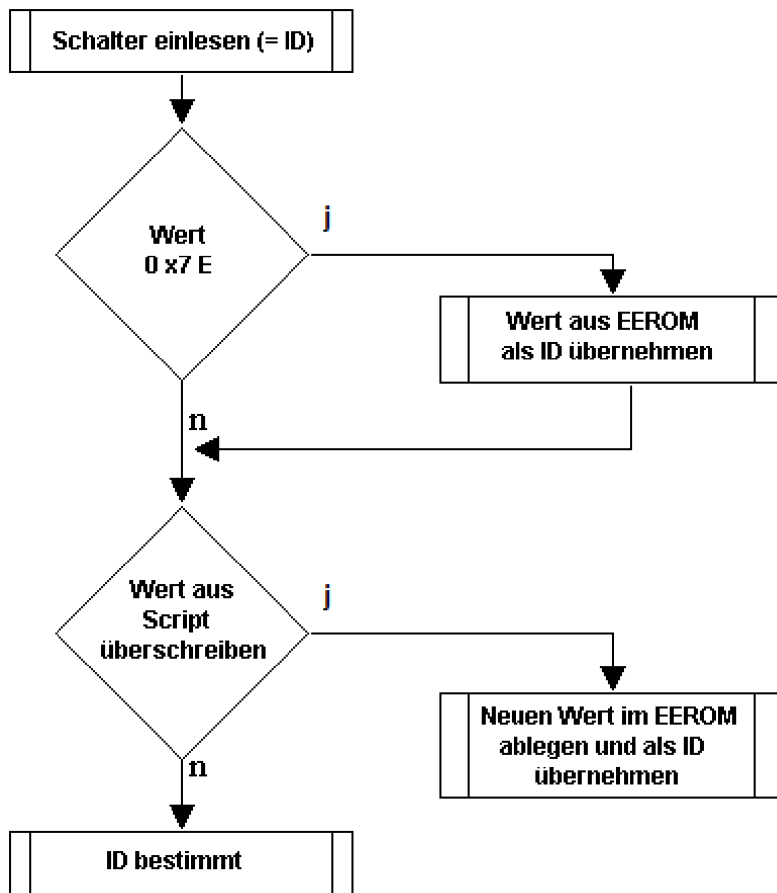 Schalter einlesen (= ID)
Wert
0 x7 E
j
Wert aus EEROM
als ID übernehmen
n
Wert aus
Script
überschreiben
j
Neuen Wert im EEROM
ablegen und als ID
übernehmen
n
ID bestimmt